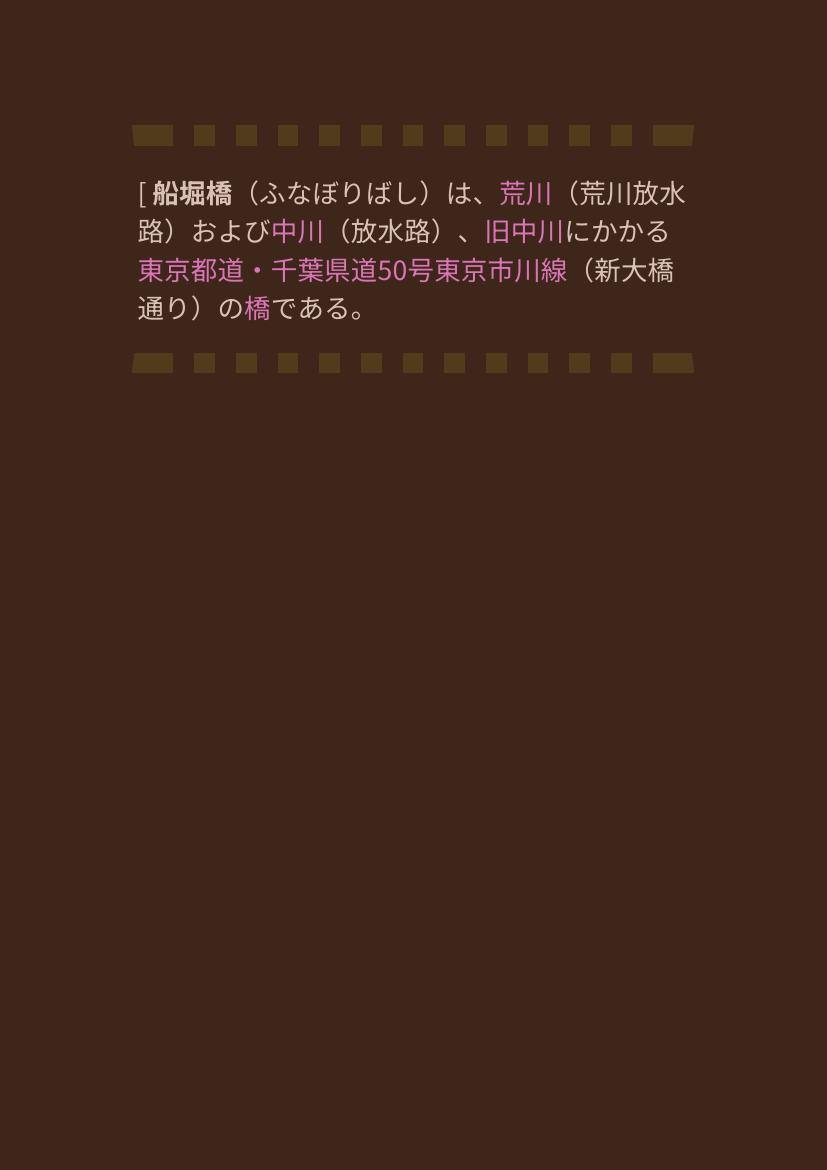 [ 船堀橋（ふなぼりばし）は、荒川（荒川放水
路）および中川（放水路）、旧中川にかかる
東京都道・千葉県道50号東京市川線（新大橋
通り）の橋である。